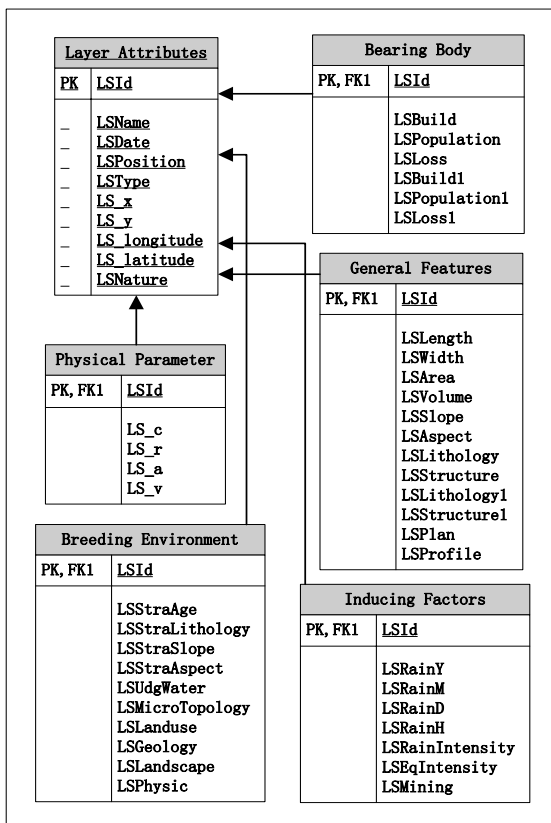 Layer Attributes
PK LSId
_ LSName
_ LSDate
_ LSPosition
_ LSType
_ LS_x
_ LS_y
_ LS_longitude
_ LS_latitude
_ LSNature
Bearing Body
PK, FK1 LSId
LSBuild
LSPopulation
LSLoss
LSBuild1
LSPopulation1
LSLoss1
General Features
PK, FK1 LSId
LSLength
LSWidth
LSArea
LSVolume
LSSlope
LSAspect
LSLithology
LSStructure
LSLithology1
LSStructure1
LSPlan
LSProfile
Physical Parameter
PK, FK1 LSId
LS_c
LS_r
LS_a
LS_v
Breeding Environment
PK, FK1 LSId
LSStraAge
LSStraLithology
LSStraSlope
LSStraAspect
LSUdgWater
LSMicroTopology
LSLanduse
LSGeology
LSLandscape
LSPhysic
Inducing Factors
PK, FK1 LSId
LSRainY
LSRainM
LSRainD
LSRainH
LSRainIntensity
LSEqIntensity
LSMining